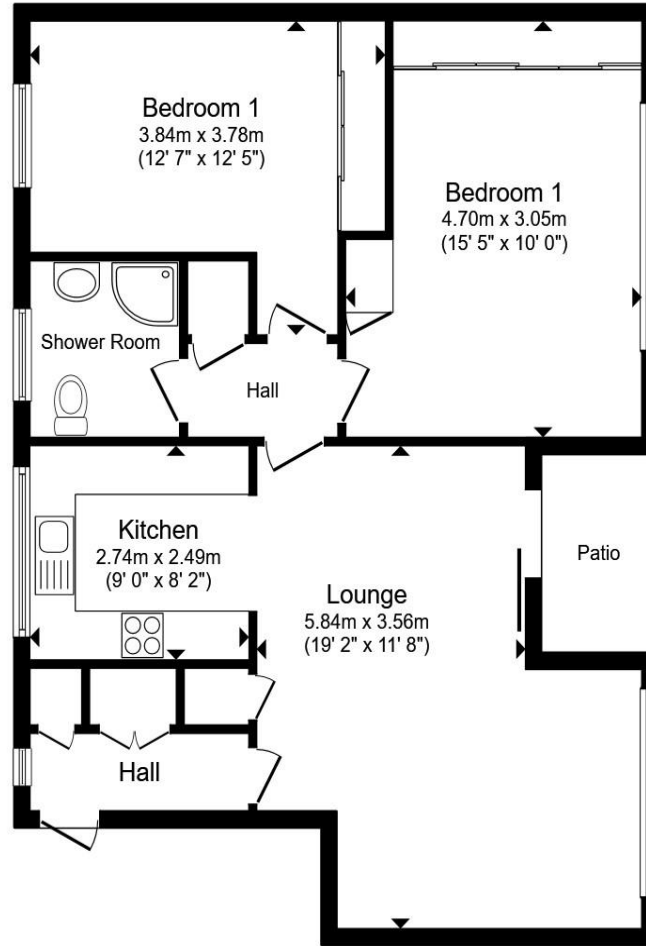 Bedroom 1
3.84m x 3.78m
(12' 7" x 12' 5")
Bedroom 1
4.70m x 3.05m
(15' 5" x 10' 0")
Shower Room
Hall
Kitchen
2.74m x 2.49m
(9' 0" x 8' 2")
Patio
Lounge
5.84m x 3.56m
(19' 2" x 11' 8")
Hall